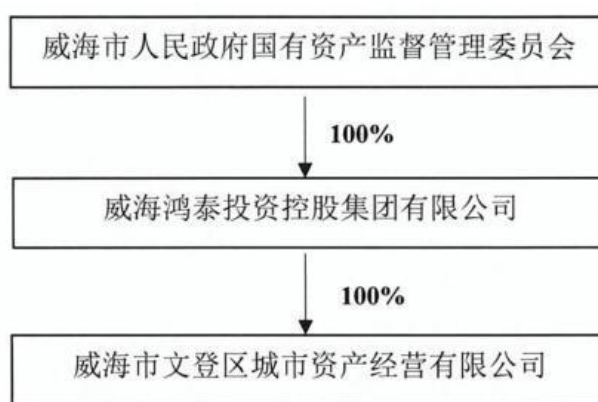 威海市人民政府国有资产监督管理委员会
100%
威海鸿泰投资控股集团有限公司
100%
威海市文登区城市资产经营有限公司